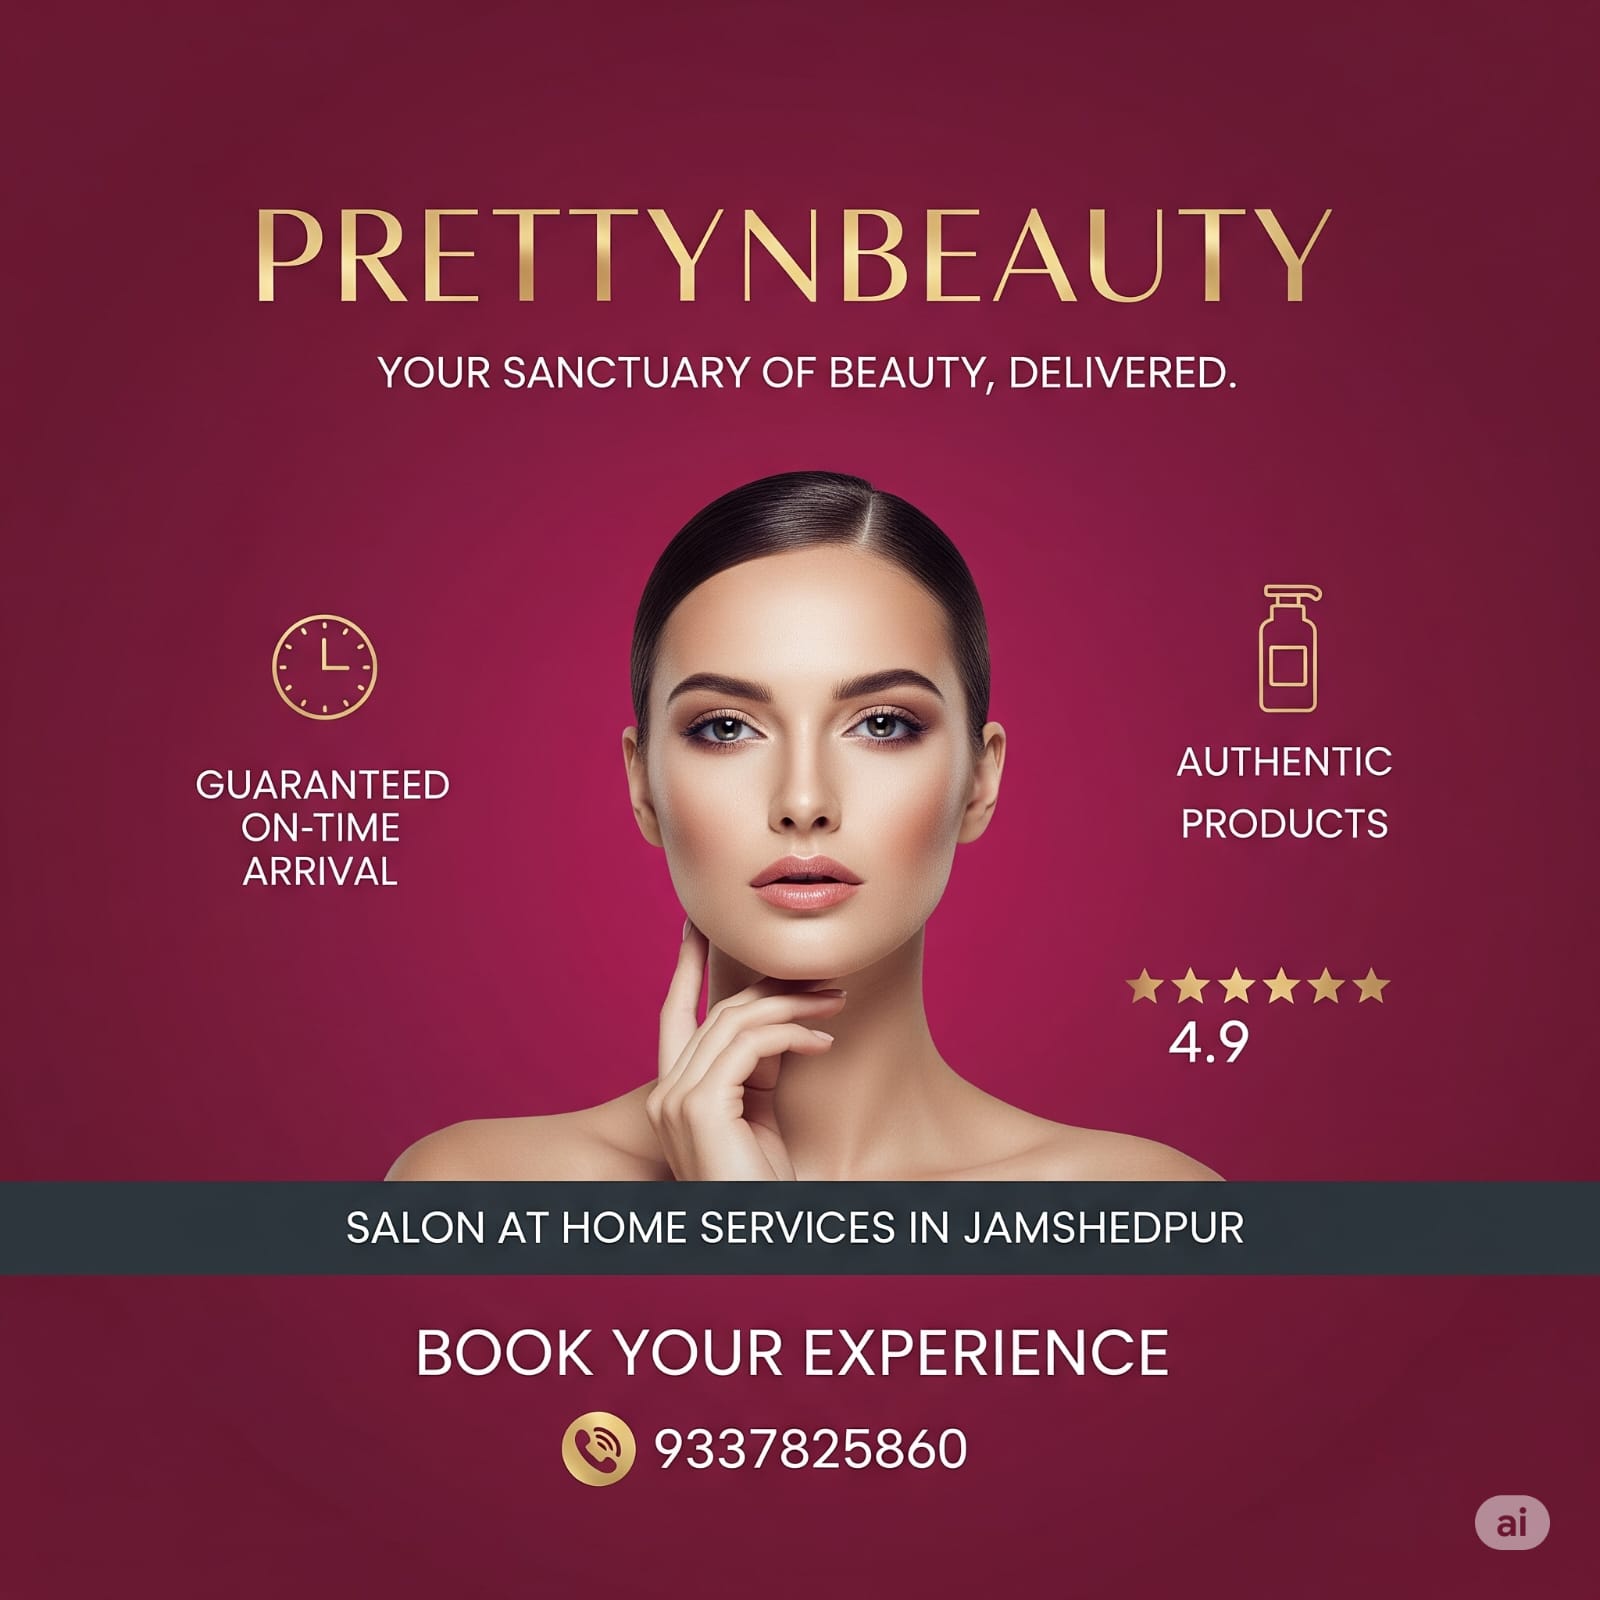 PRETTYNBEAUTY
YOUR SANCTUARY OF BEAUTY, DELIVERED.
GUARANTEED
ON-TIME
ARRIVAL
AUTHENTIC
PRODUCTS
4.9
SALON AT HOME SERVICES IN JAMSHEDPUR
BOOK YOUR EXPERIENCE
9337825860
ai